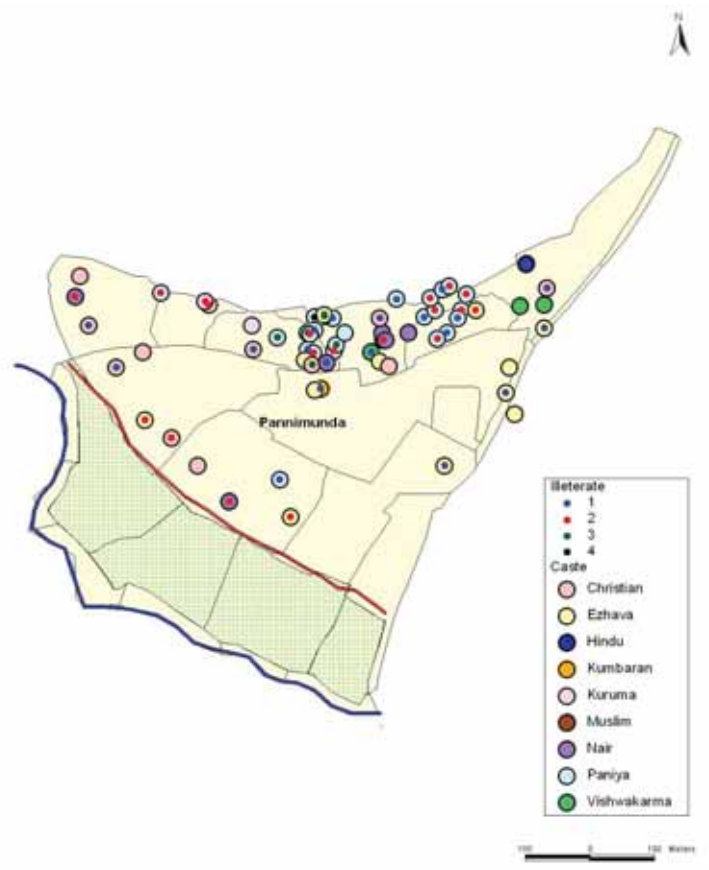 N
Pannimunda
Illeterate
1
2
3
4
Caste
Christian
Ezhava
Hindu
Kumbaran
Kuruma
Muslim
Nair
Paniya
Vishwakarma
100 0 100 Meters